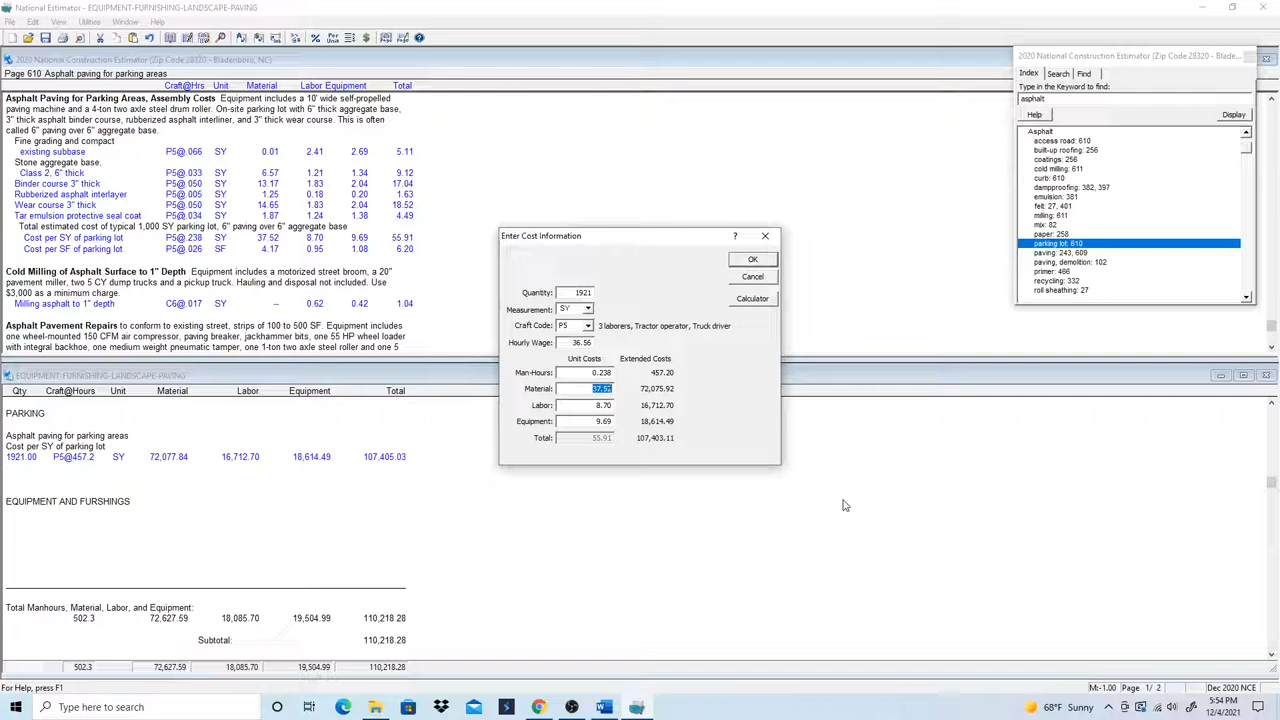 National Estimator - EQUIPMENT-FURNISHING-LANDSCAPE-PAVING
File Edit View Utilities Window Help
2020 National Construction Estimator (Zip Code 28320 - Bladenboro, NC)
Page 610 Asphalt paving for parking areas
Craft@Hrs Unit Material Labor Equipment Total
Asphalt Paving for Parking Areas, Assembly Costs Equipment includes a 10' wide self-propelled
paving machine and a 4-ton two axle steel drum roller. On-site parking lot with 6" thick aggregate base,
3" thick asphalt binder course, rubberized asphalt interliner, and 3" thick wear course. This is often
called 6" paving over 6" aggregate base.
Fine grading and compact
existing subbase P5@.066 SY 0.01 2.41 2.69 5.11
Stone aggregate base.
Class 2, 6" thick P5@.033 SY 6.57 1.21 1.34 9.12
Binder course 3" thick P5@.050 SY 13.17 1.83 2.04 17.04
Rubberized asphalt interlayer P5@.005 SY 1.25 0.18 0.20 1.63
Wear course 3" thick P5@.050 SY 14.65 1.83 2.04 18.52
Tar emulsion protective seal coat P5@.034 SY 1.87 1.24 1.38 4.49
Total estimated cost of typical 1,000 SY parking lot, 6" paving over 6" aggregate base
Cost per SY of parking lot P5@.238 SY 37.52 8.70 9.69 55.91
Cost per SF of parking lot P5@.026 SF 4.17 0.95 1.08 6.20
Cold Milling of Asphalt Surface to 1" Depth Equipment includes a motorized street broom, a 20"
pavement miller, two 5 CY dump trucks and a pickup truck. Hauling and disposal not included. Use
$3,000 as a minimum charge.
Milling asphalt to 1" depth C6@.017 SY -- 0.62 0.42 1.04
Asphalt Pavement Repairs to conform to existing street, strips of 100 to 500 SF. Equipment includes
one wheel-mounted 150 CFM air compressor, paving breaker, jackhammer bits, one 55 HP wheel loader
with integral backhoe, one medium weight pneumatic tamper, one 1-ton two axle steel roller and one 5
2020 National Construction Estimator (Zip Code 28320 - Blade...
Index Search Find
Type in the Keyword to find:
asphalt
Help Display
Asphalt
access road: 610
built-up roofing: 256
coatings: 256
cold milling: 611
curb: 610
dampproofing: 382, 397
emulsion: 381
felt: 27, 401
milling: 611
mix: 82
paper: 258
parking lot: 610
paving: 243, 609
paving, demolition: 102
primer: 466
recycling: 332
roll sheathing: 27
Enter Cost Information ?
OK
Cancel
Calculator
Quantity: 1921
Measurement: SY
Craft Code: P5 3 laborers, Tractor operator, Truck driver
Hourly Wage: 36.56
Unit Costs Extended Costs
Man-Hours: 0.238 457.20
Material: 37.52 72,075.92
Labor: 8.70 16,712.70
Equipment: 9.69 18,614.49
Total: 55.91 107,403.11
EQUIPMENT-FURNISHING-LANDSCAPE-PAVING
Qty Craft@Hours Unit Material Labor Equipment Total
PARKING
Asphalt paving for parking areas
Cost per SY of parking lot
1921.00 P5@457.2 SY 72,077.84 16,712.70 18,614.49 107,405.03
EQUIPMENT AND FURSHINGS
Total Manhours, Material, Labor, and Equipment:
502.3 72,627.59 18,085.70 19,504.99 110,218.28
Subtotal: 110,218.28
502.3 72,627.59 18,085.70 19,504.99 110,218.28
For Help, press F1 M:-1.00 Page 1/ 2 Dec 2020 NCE
Type here to search 68°F Sunny 5:54 PM
12/4/2021